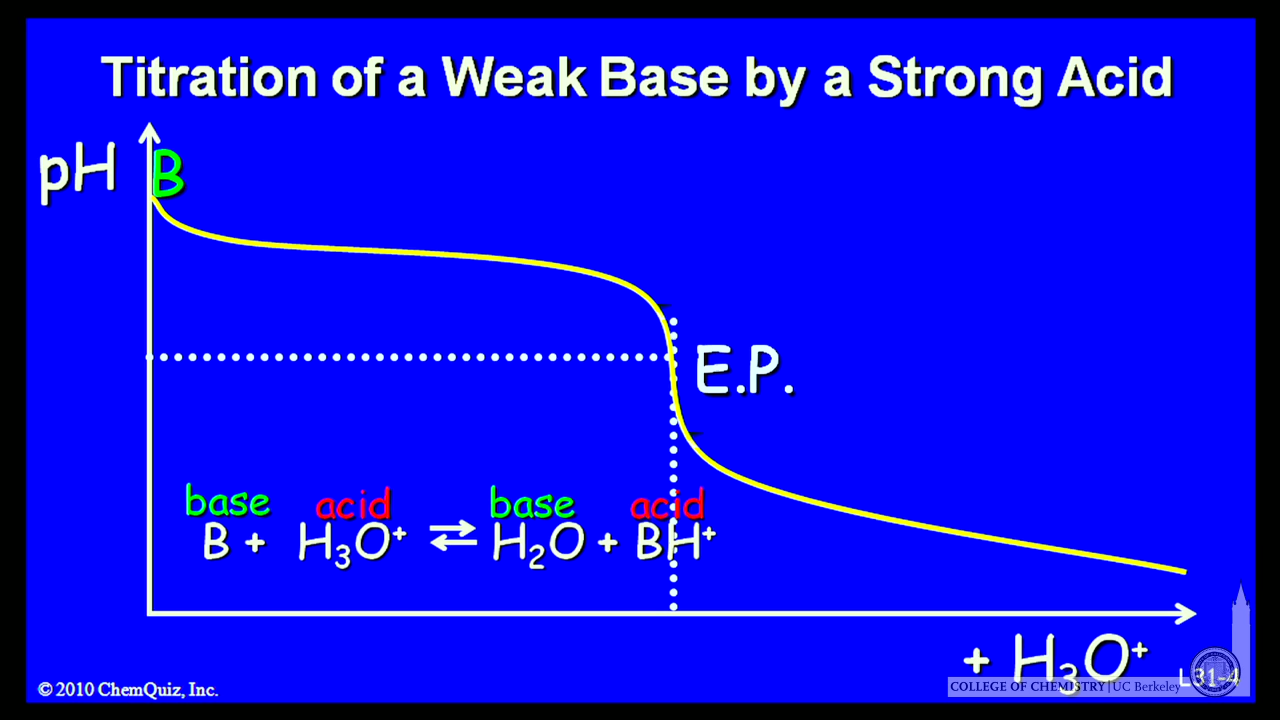 Titration of a Weak Base by a Strong Acid
pH
B
E.P.
base acid base acid
B + H₃O⁺ ⇌ H₂O + BH⁺
+ H₃O⁺
L31-4
© 2010 ChemQuiz, Inc.
COLLEGE OF CHEMISTRY | UC Berkeley